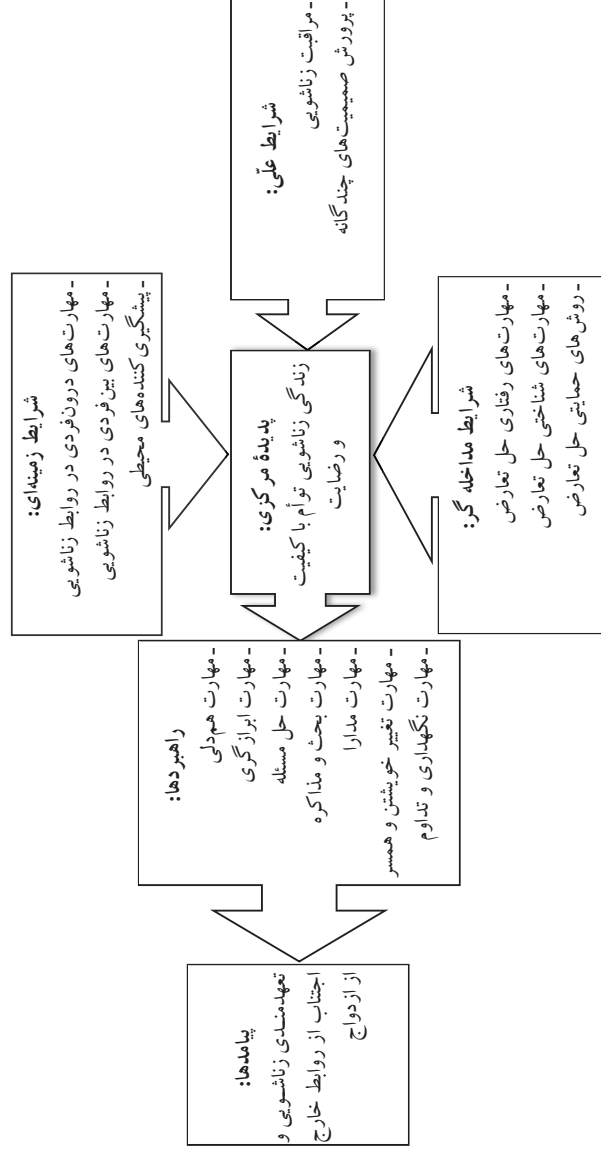 شرایط علّی:
- مراقبت زناشویی
- پرورش صمیمیت‌های چندگانه
شرایط زمینه‌ای:
- مهارت‌های درون‌فردی در روابط زناشویی
- مهارت‌های بین‌فردی در روابط زناشویی
- پیشگیری‌کننده‌های محیطی
پدیدهٔ مرکزی:
زندگی زناشویی توأم با کیفیت
و رضایت
شرایط مداخله گر:
- مهارت‌های رفتاری حل تعارض
- مهارت‌های شناختی حل تعارض
- روش‌های حمایتی حل تعارض
راهبردها:
- مهارت هم‌دلی
- مهارت ابرازگری
- مهارت حل مسئله
- مهارت بحث و مذاکره
- مهارت مدارا
- مهارت تغییر خویشتن و همسر
- مهارت نگهداری و تداوم
پیامدها:
تعهدمندی زناشویی و
اجتناب از روابط خارج
از ازدواج